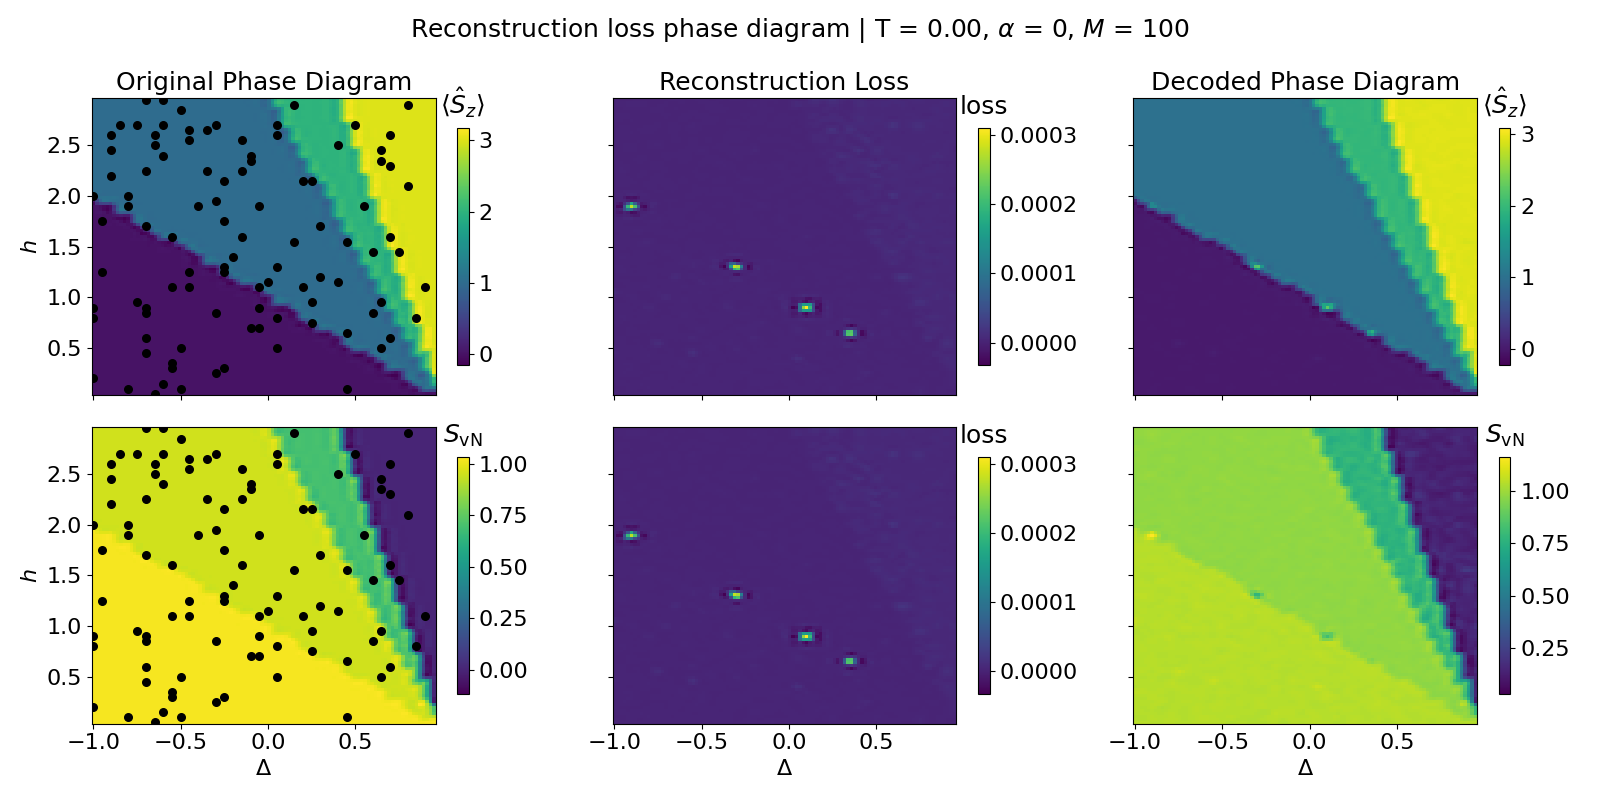 Reconstruction loss phase diagram | T = 0.00, α = 0, M = 100
Original Phase Diagram
Reconstruction Loss
Decoded Phase Diagram
⟨Ŝz⟩
loss
⟨Ŝz⟩
3
2
1
0
0.0003
0.0002
0.0001
0.0000
3
2
1
0
2.5
2.0
1.5
1.0
0.5
h
SvN
loss
SvN
1.00
0.75
0.50
0.25
0.00
0.0003
0.0002
0.0001
0.0000
1.00
0.75
0.50
0.25
2.5
2.0
1.5
1.0
0.5
h
−1.0 −0.5 0.0 0.5
−1.0 −0.5 0.0 0.5
−1.0 −0.5 0.0 0.5
Δ
Δ
Δ